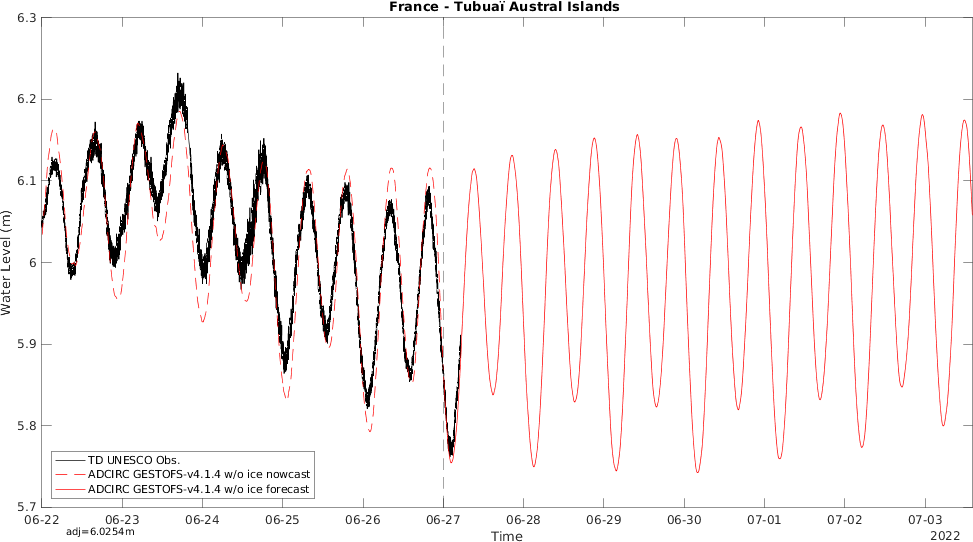 France - Tubuaï Austral Islands
6.3
6.2
6.1
6
5.9
5.8
5.7
Water Level (m)
TD UNESCO Obs.
ADCIRC GESTOFS-v4.1.4 w/o ice nowcast
ADCIRC GESTOFS-v4.1.4 w/o ice forecast
06-22 06-23 06-24 06-25 06-26 06-27 06-28 06-29 06-30 07-01 07-02 07-03
adj=6.0254m
Time
2022